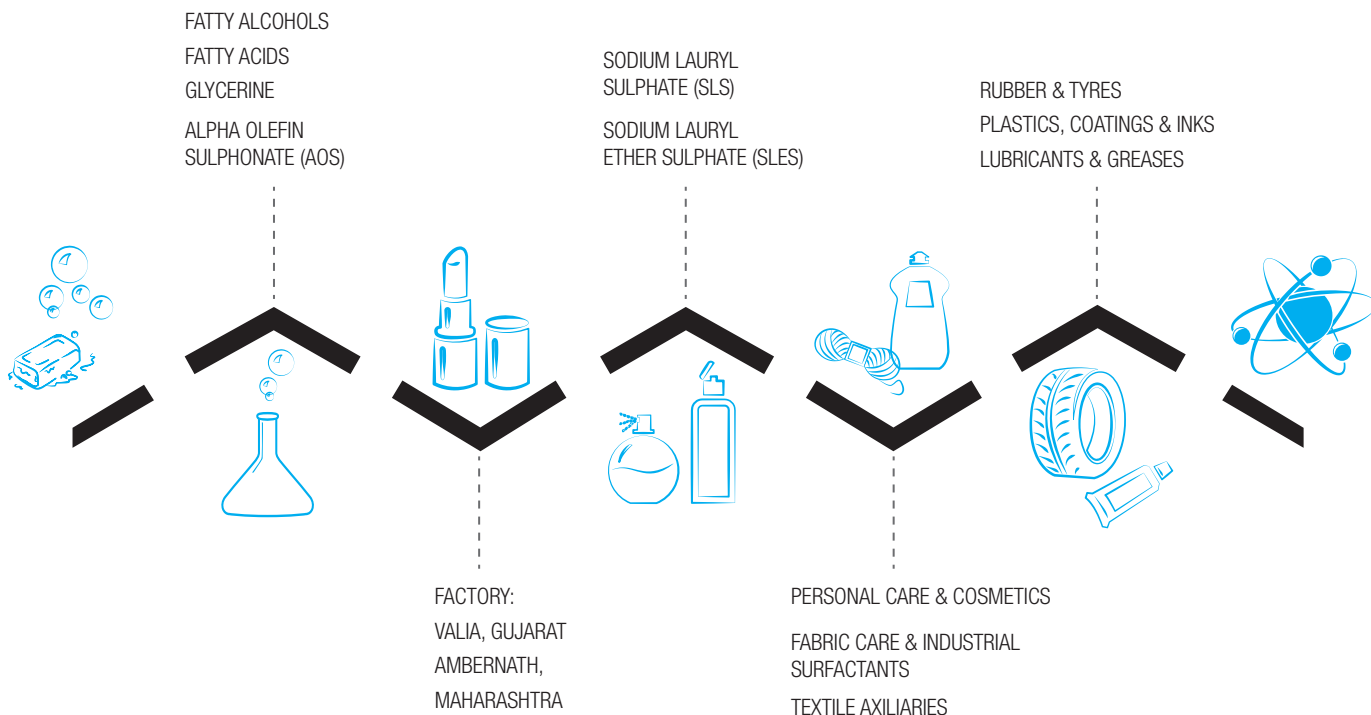 FATTY ALCOHOLS
FATTY ACIDS
GLYCERINE
ALPHA OLEFIN
SULPHONATE (AOS)
SODIUM LAURYL
SULPHATE (SLS)
SODIUM LAURYL
ETHER SULPHATE (SLES)
RUBBER & TYRES
PLASTICS, COATINGS & INKS
LUBRICANTS & GREASES
FACTORY:
VALIA, GUJARAT
AMBERNATH,
MAHARASHTRA
PERSONAL CARE & COSMETICS
FABRIC CARE & INDUSTRIAL
SURFACTANTS
TEXTILE AXILIARIES